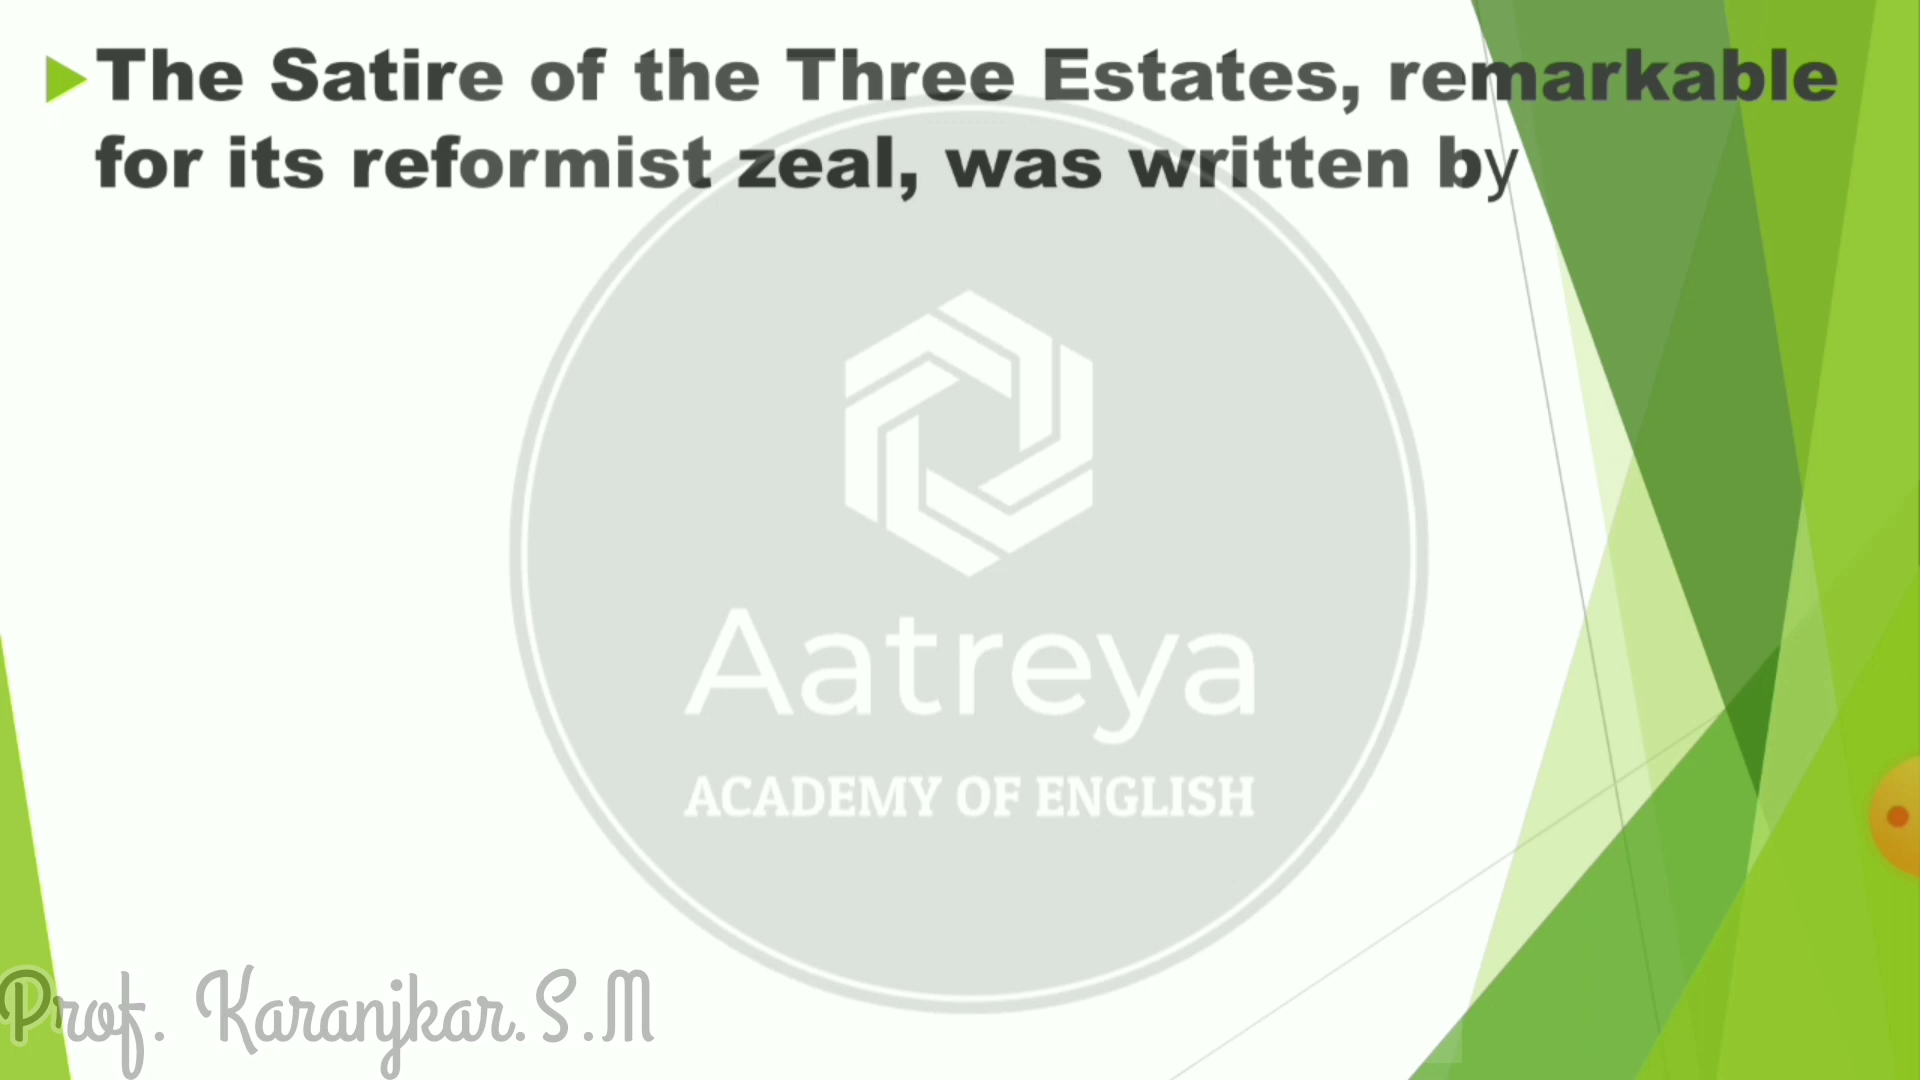 The Satire of the Three Estates, remarkable
for its reformist zeal, was written by
Aatreya
ACADEMY OF ENGLISH
Prof. Karanjkar.S.M